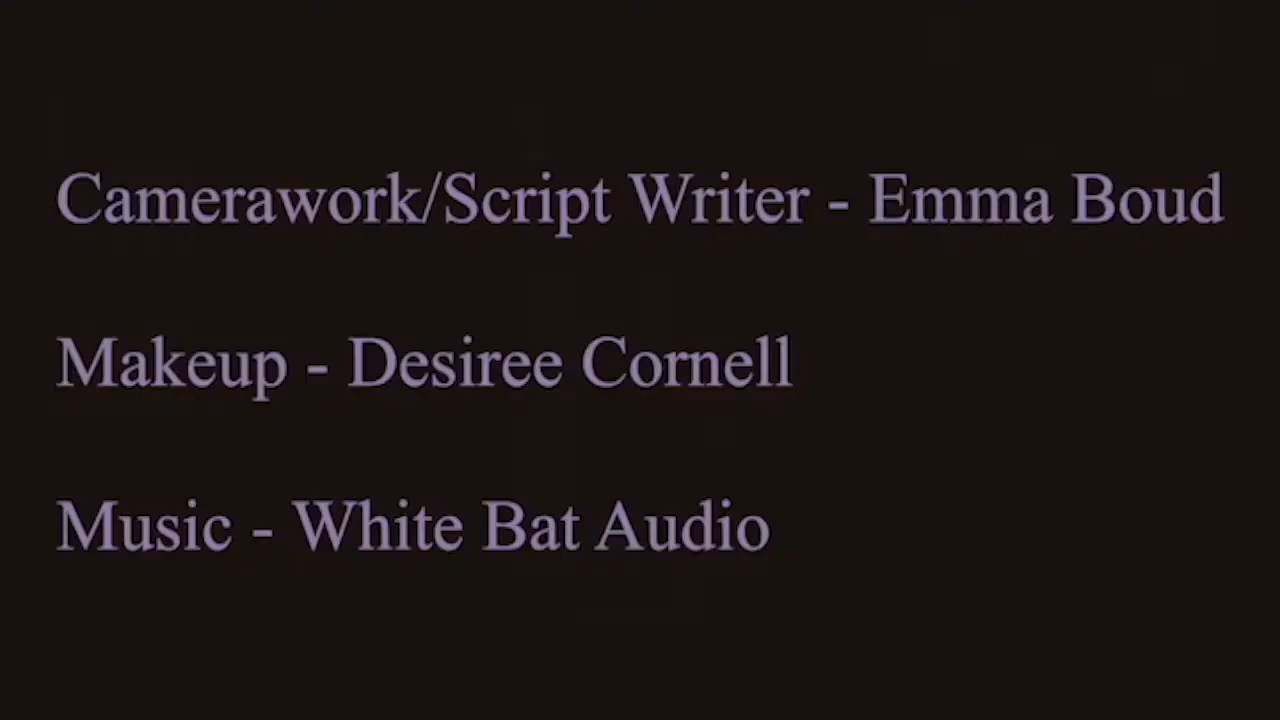 Camerawork/Script Writer - Emma Boud
Makeup - Desiree Cornell
Music - White Bat Audio